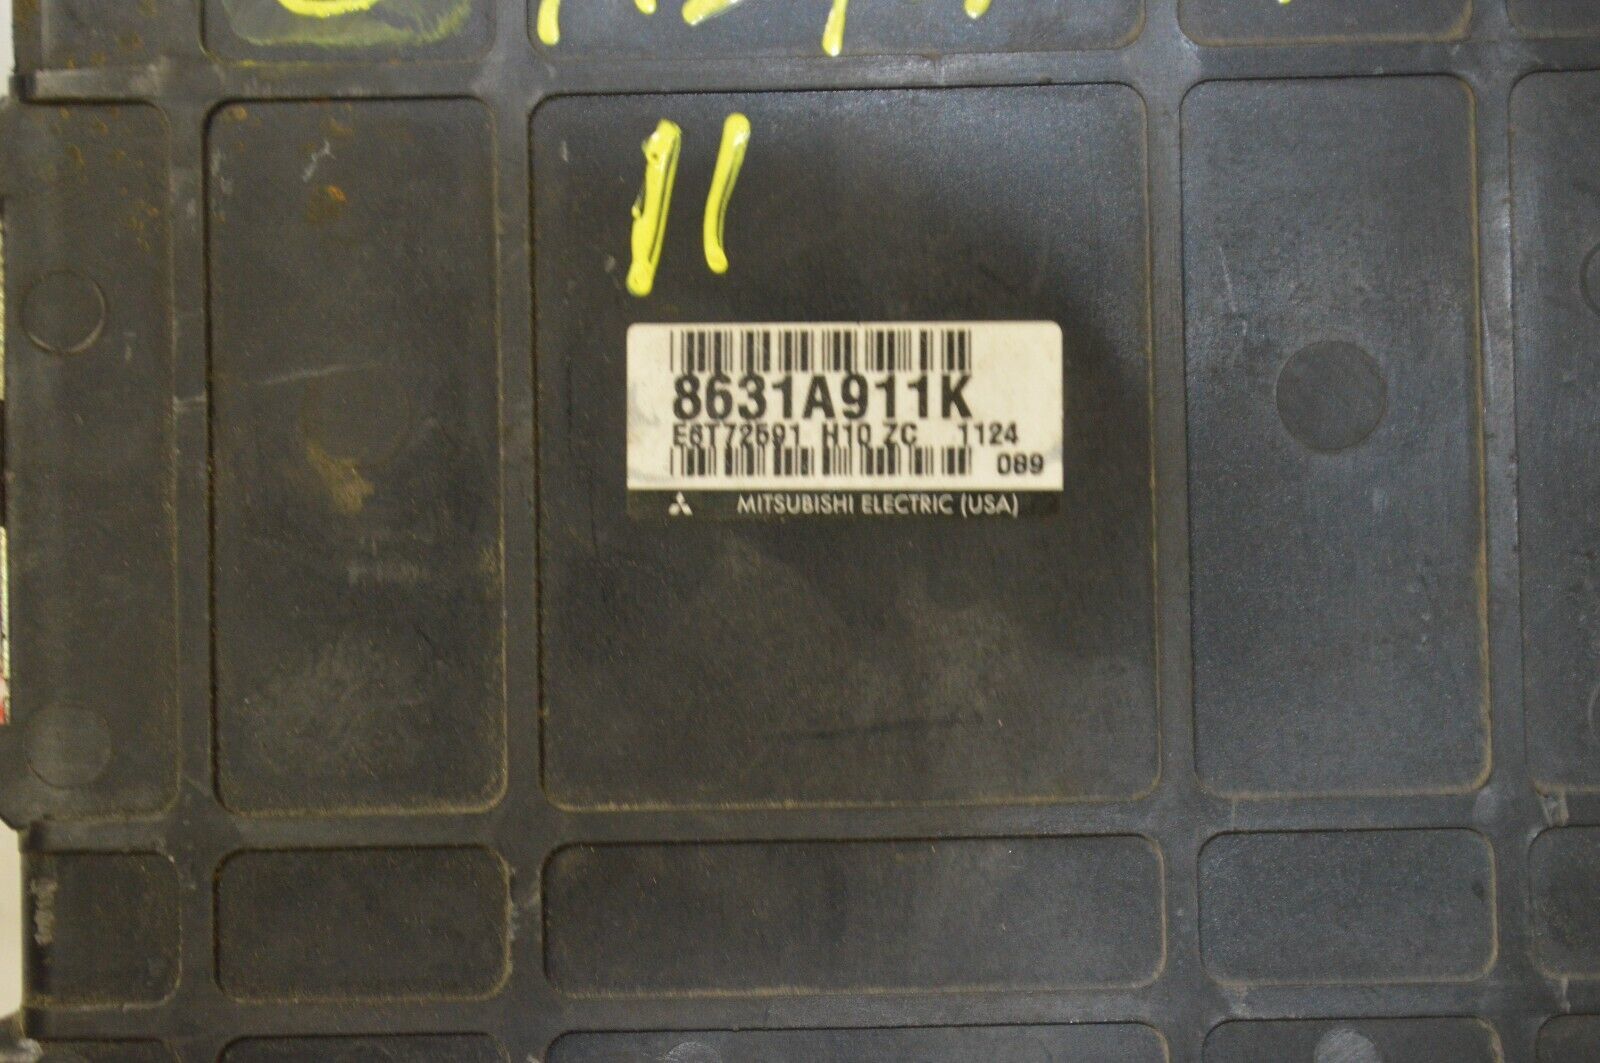 11
8631A911K
E6T72591 H10 ZC 1124
089
MITSUBISHI ELECTRIC (USA)